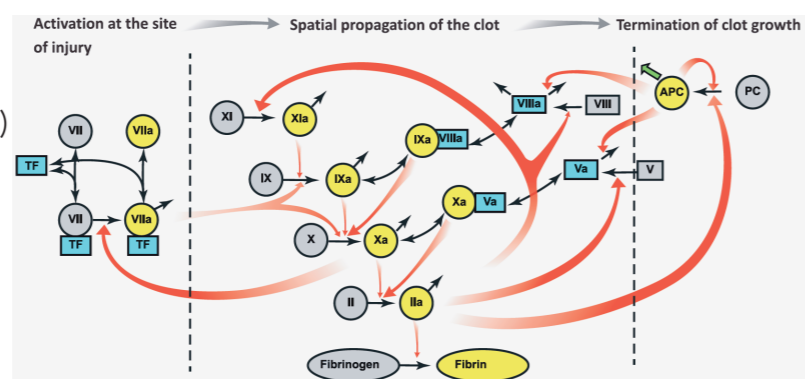 Activation at the site
of injury
Spatial propagation of the clot
Termination of clot growth
)
VII
VIIa
TF
VII
TF
VIIa
TF
XI
XIa
IX
IXa
IXa
VIIIa
VIIIa
VIII
X
Xa
Xa
Va
Va
V
APC
PC
II
IIa
Fibrinogen
Fibrin